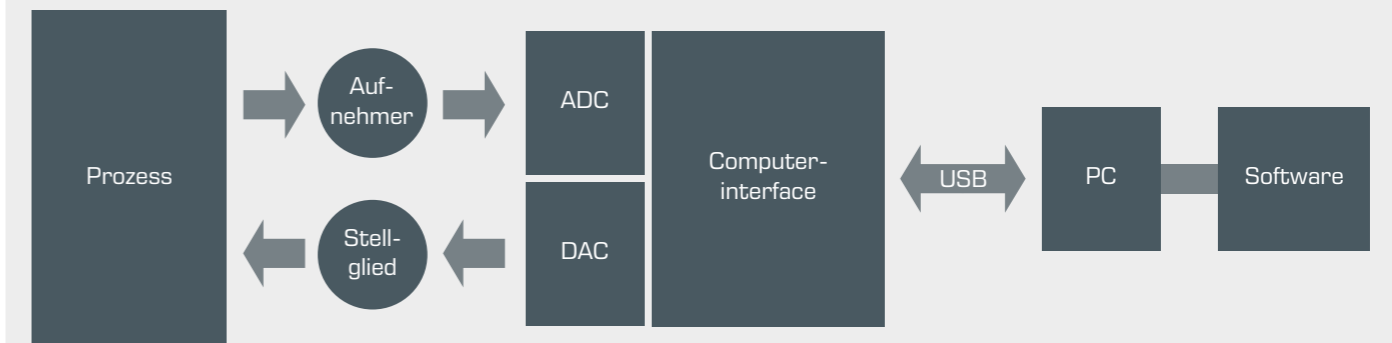 Prozess
Auf-
nehmer
Stell-
glied
ADC
DAC
Computer-
interface
USB
PC
Software